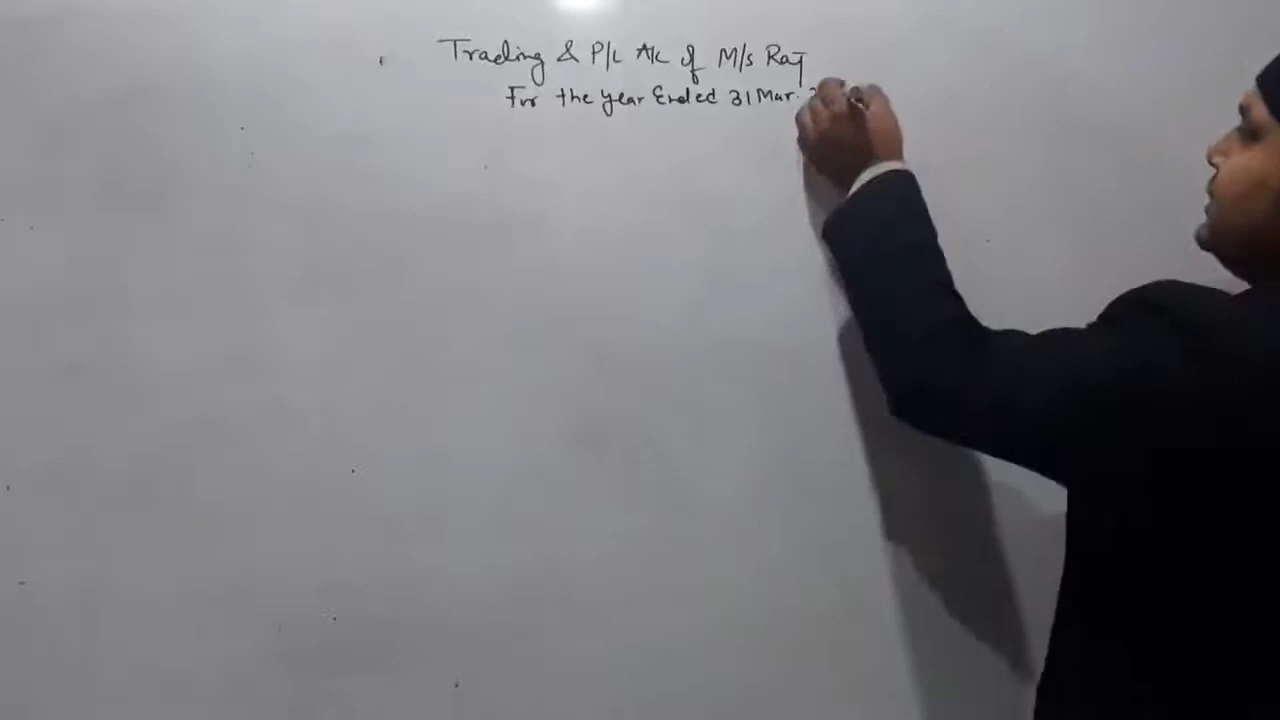 Trading & P/L A/c of M/s Raj
For the Year Ended 31 Mar.